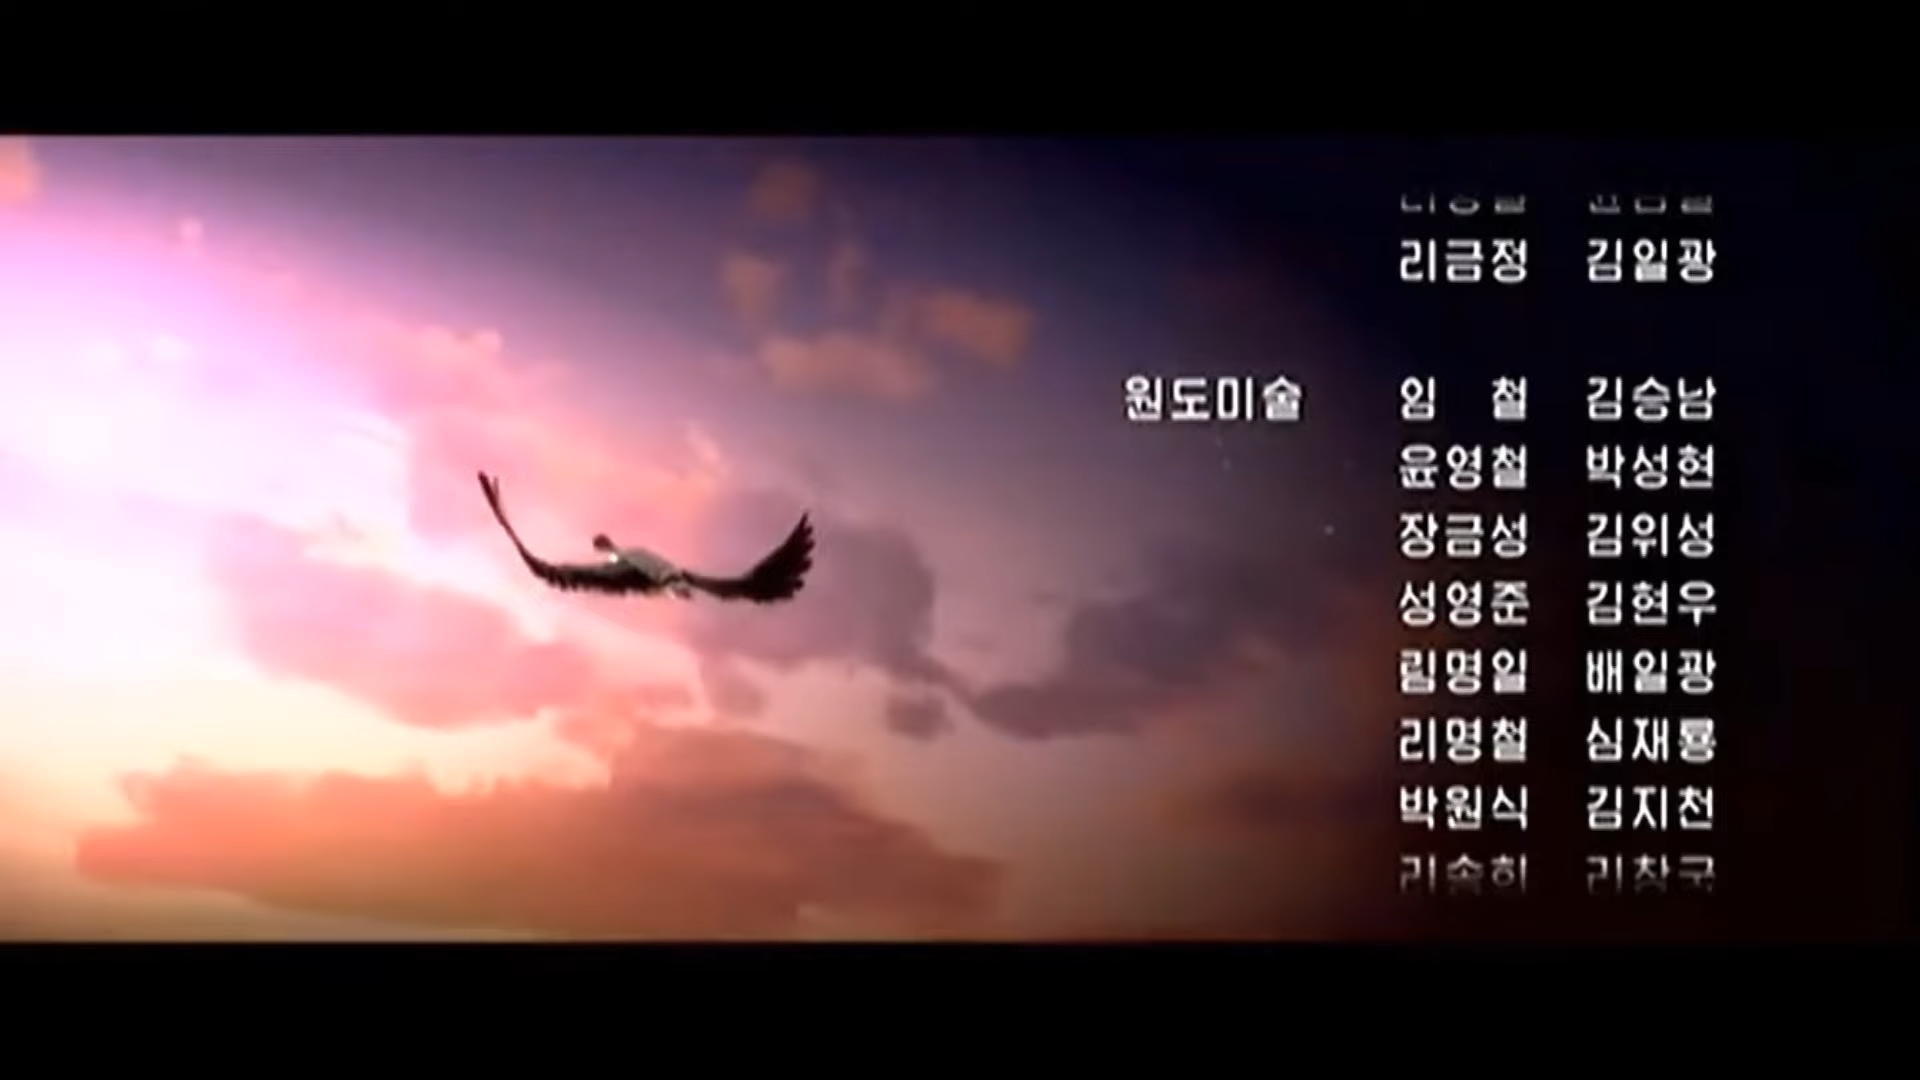 리금정 김일광
원도미술 임 철 김승남
윤영철 박성현
장금성 김위성
성영준 김현우
림명일 배일광
리명철 심재룡
박원식 김지천